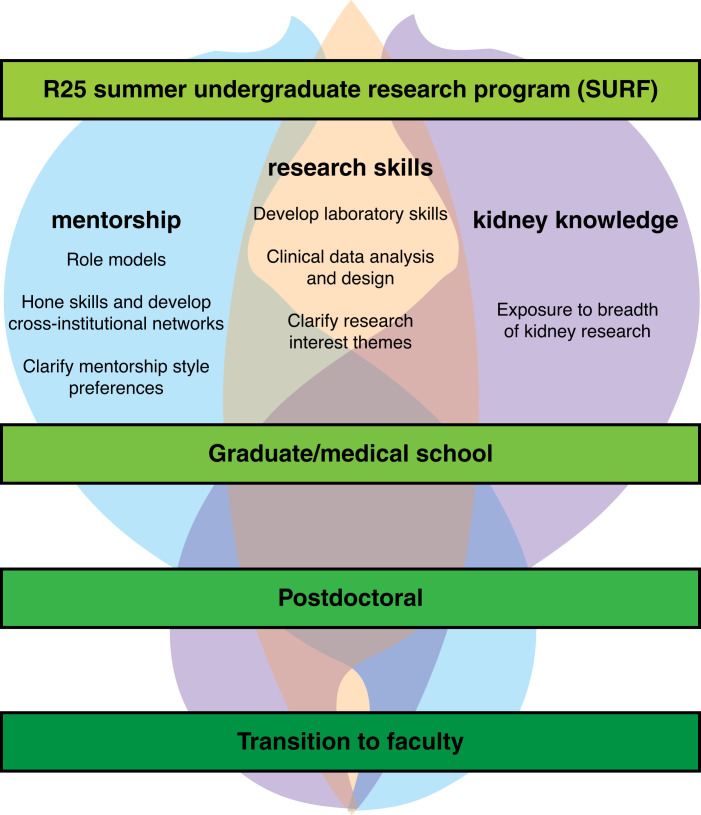 R25 summer undergraduate research program (SURF)
research skills
Develop laboratory skills
Clinical data analysis
and design
Clarify research
interest themes
mentorship
Role models
Hone skills and develop
cross-institutional networks
Clarify mentorship style
preferences
kidney knowledge
Exposure to breadth
of kidney research
Graduate/medical school
Postdoctoral
Transition to faculty